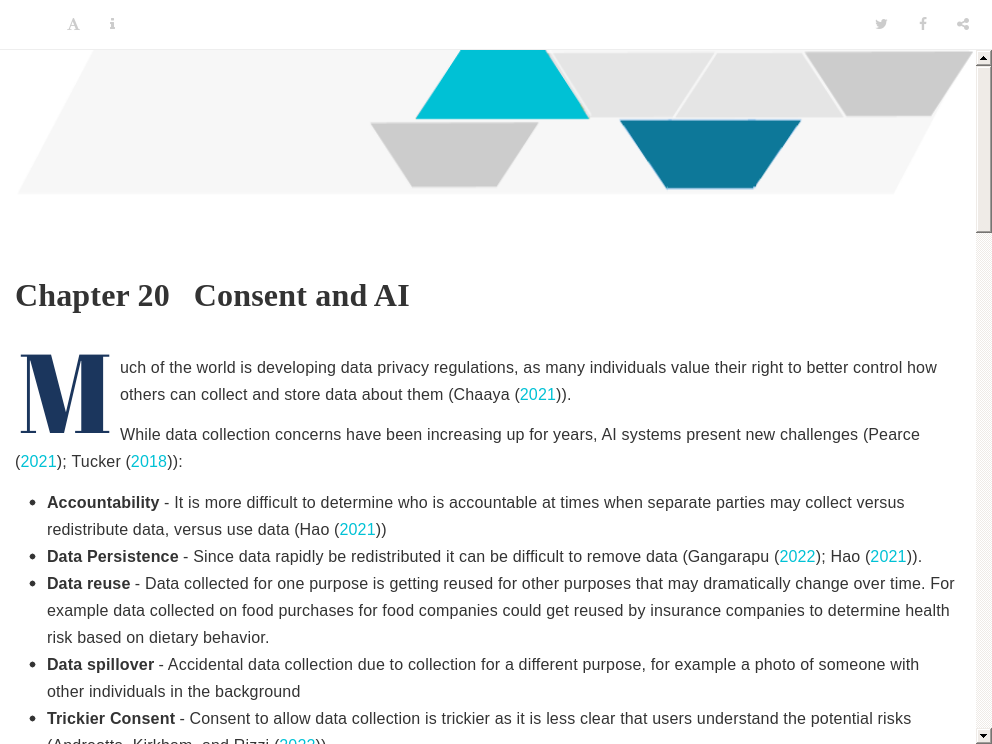 Chapter 20 Consent and AI
Much of the world is developing data privacy regulations, as many individuals value their right to better control how
others can collect and store data about them (Chaaya (2021)).
While data collection concerns have been increasing up for years, AI systems present new challenges (Pearce
(2021); Tucker (2018)):
• Accountability - It is more difficult to determine who is accountable at times when separate parties may collect versus
redistribute data, versus use data (Hao (2021))
• Data Persistence - Since data rapidly be redistributed it can be difficult to remove data (Gangarapu (2022); Hao (2021)).
• Data reuse - Data collected for one purpose is getting reused for other purposes that may dramatically change over time. For
example data collected on food purchases for food companies could get reused by insurance companies to determine health
risk based on dietary behavior.
• Data spillover - Accidental data collection due to collection for a different purpose, for example a photo of someone with
other individuals in the background
• Trickier Consent - Consent to allow data collection is trickier as it is less clear that users understand the potential risks
(Andreotta, Kirkham, and Rizzi (2022)).